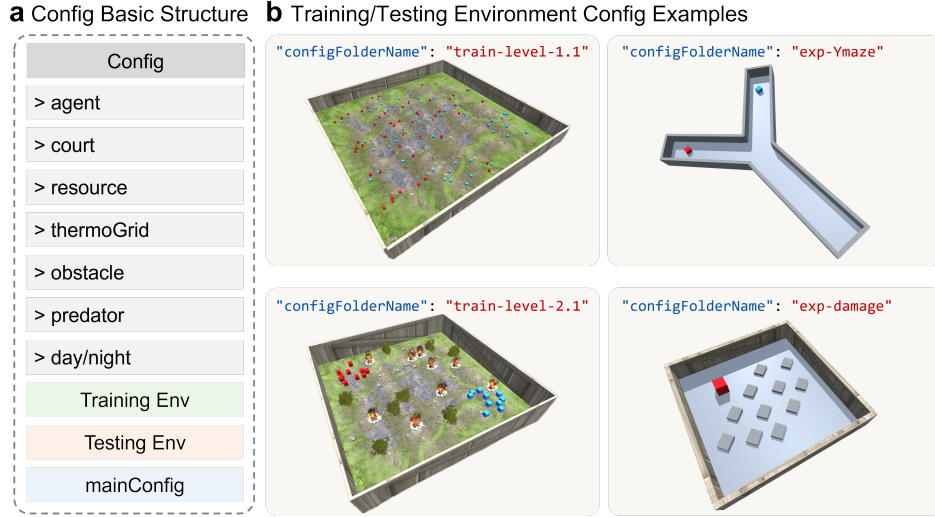 a Config Basic Structure
Config
> agent
> court
> resource
> thermoGrid
> obstacle
> predator
> day/night
Training Env
Testing Env
mainConfig
b Training/Testing Environment Config Examples
"configFolderName": "train-level-1.1"
"configFolderName": "exp-Ymaze"
"configFolderName": "train-level-2.1"
"configFolderName": "exp-damage"